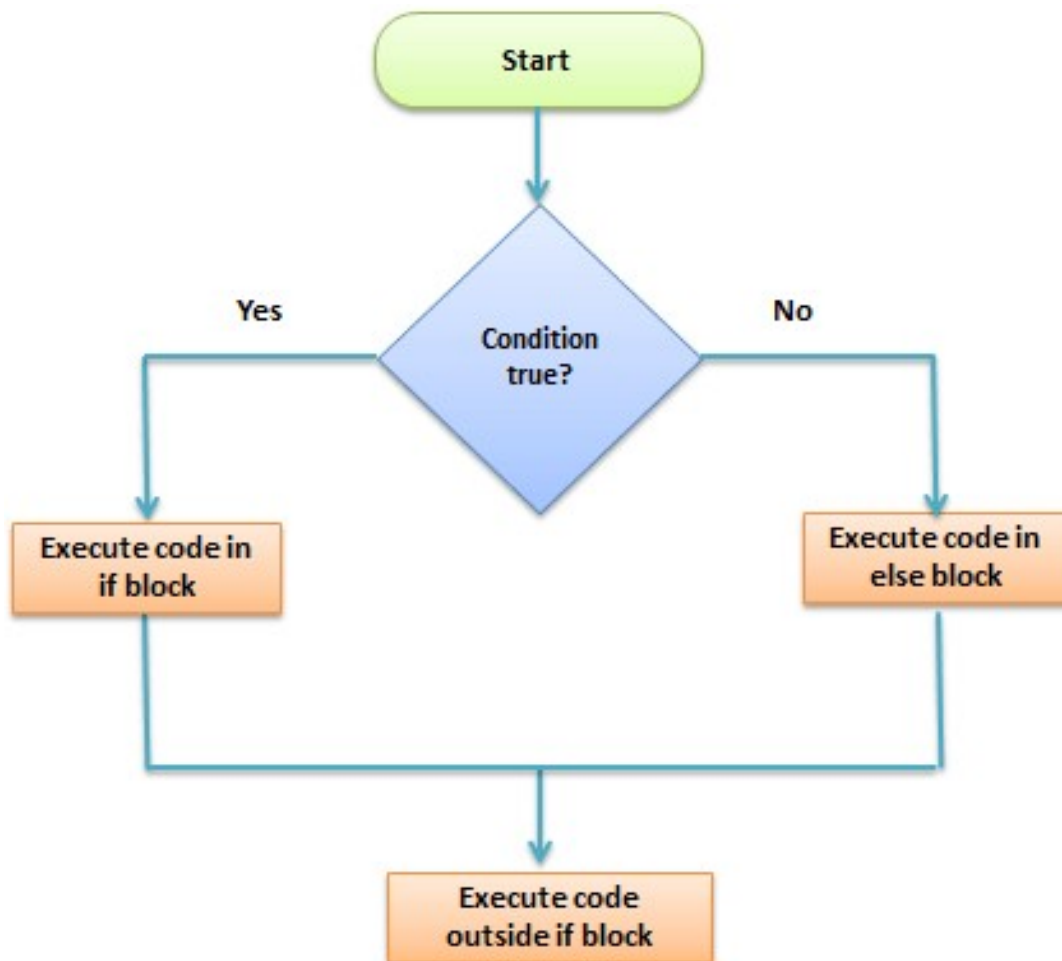 Start
Yes
No
Condition
true?
Execute code in
if block
Execute code in
else block
Execute code
outside if block